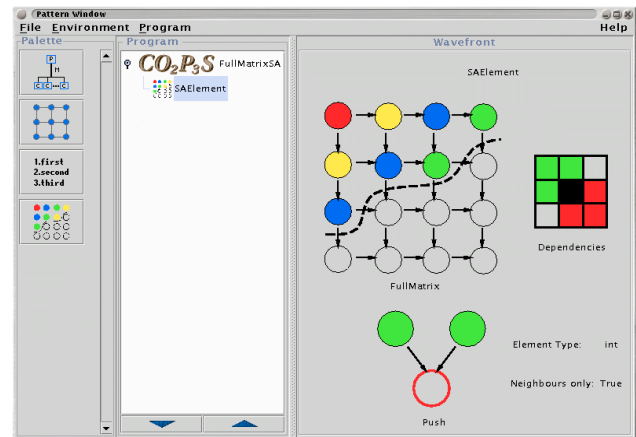 Pattern Window
File Environment Program Help
Palette
Program
Wavefront
P
M
C C C
1.first
2.second
3.third
CO2P3S FullMatrixSA
SAElement
SAElement
FullMatrix
Dependencies
Element Type: int
Neighbours only: True
Push